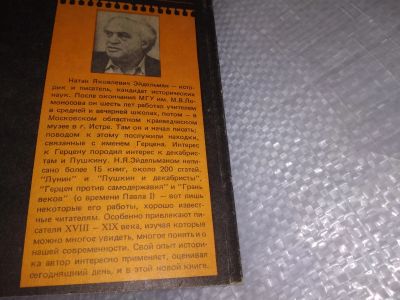 Натан Яковлевич Эйдельман – исто-
рик и писатель, кандидат исторических
наук. После окончания МГУ им. М.В.Ло-
моносова он шесть лет работал учителем
в средней и вечерней школах, потом – в
Московском областном краеведческом
музее в г. Истре. Там он и начал писать;
поводом к этому послужили находки,
связанные с именем Герцена. Интерес
к Герцену породил интерес к декабрис-
там и Пушкину. Н.Я.Эйдельманом написа-
но более 15 книг, около 200 статей.
"Лунин" и "Пушкин и декабристы",
"Герцен против самодержавия" и "Грань
веков" (о времени Павла I) – вот лишь
некоторые его работы, хорошо извест-
ные читателям. Особенно привлекают пи-
сателя XVIII – XIX века, изучая которые
можно многое увидеть, многое понять и о
нашей современности. Свой опыт истори-
ка автор интересно применяет, оценивая
сегодняшний день, и в этой новой книге.